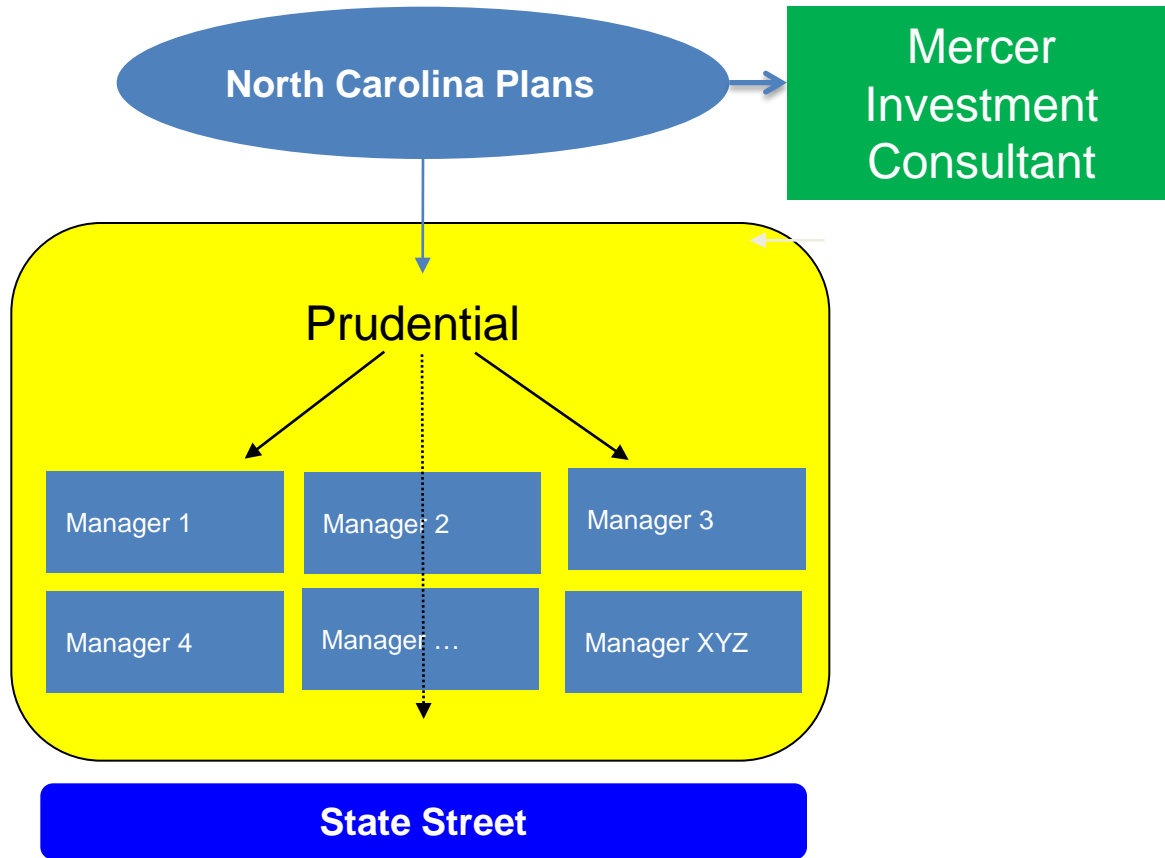 North Carolina Plans
Mercer
Investment
Consultant
Prudential
Manager 1
Manager 2
Manager 3
Manager 4
Manager …
Manager XYZ
State Street